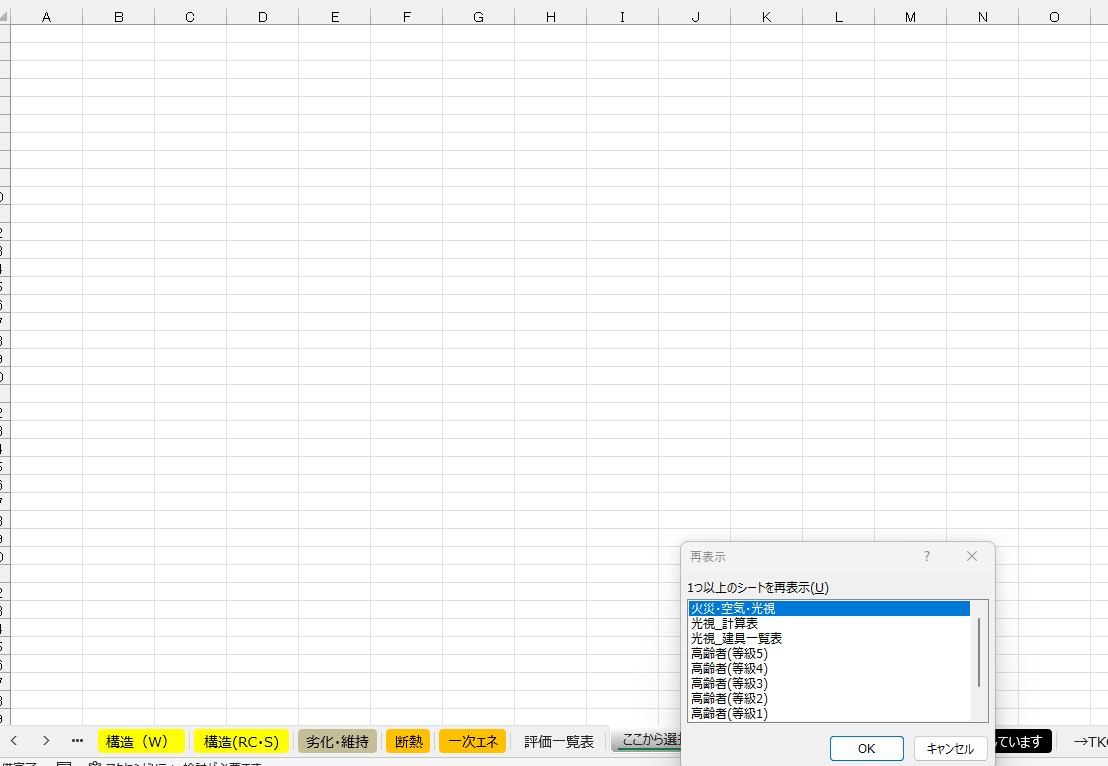 A B C D E F G H I J K L M N O
再表示 ?
1つ以上のシートを再表示(U)
火災・空気・光視
光視_計算表
光視_建具一覧表
高齢者(等級5)
高齢者(等級4)
高齢者(等級3)
高齢者(等級2)
高齢者(等級1)
OK キャンセル
構造（W） 構造(RC・S) 劣化・維持 断熱 一次エネ 評価一覧表 ここから選 ています →TK